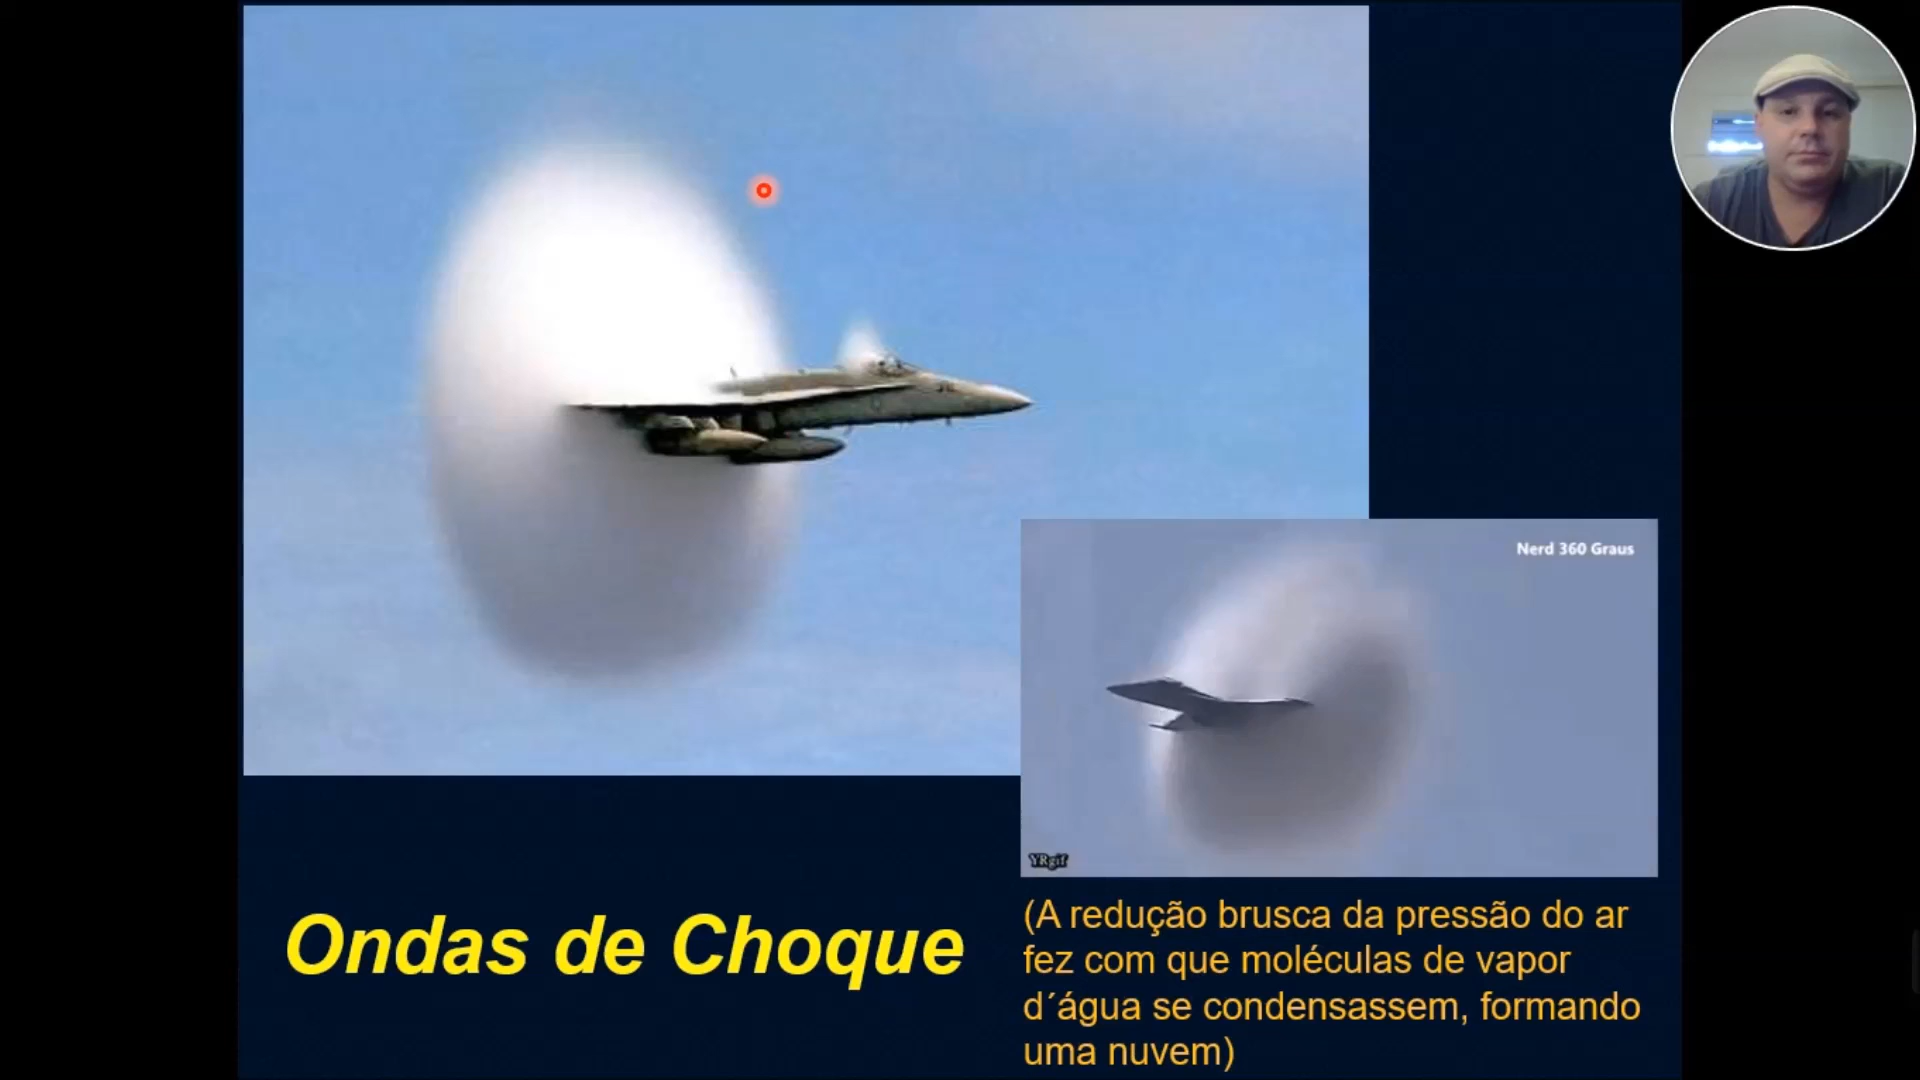 Nerd 360 Graus
YRgif
Ondas de Choque
(A redução brusca da pressão do ar
fez com que moléculas de vapor
d´água se condensassem, formando
uma nuvem)